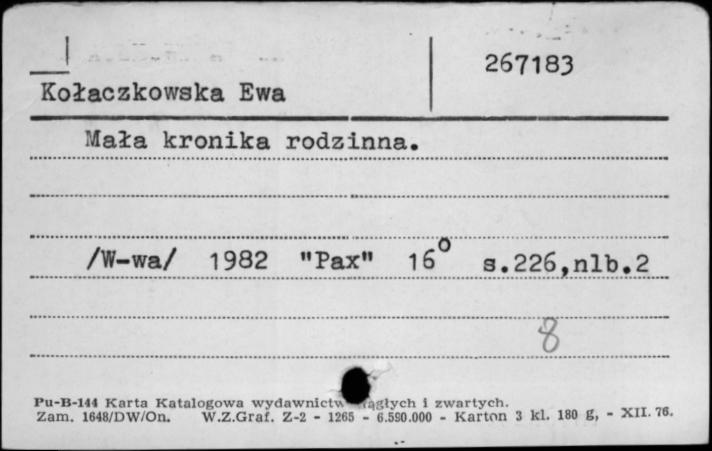 267183
Kołaczkowska Ewa
Mała kronika rodzinna.
/W-wa/ 1982 "Pax" 16° s.226,nlb.2
8
Pu-B-144 Karta Katalogowa wydawnictw ciągłych i zwartych.
Zam. 1648/DW/On. W.Z.Graf. Z-2 - 1265 - 6.590.000 - Karton 3 kl. 180 g, - XII. 76.